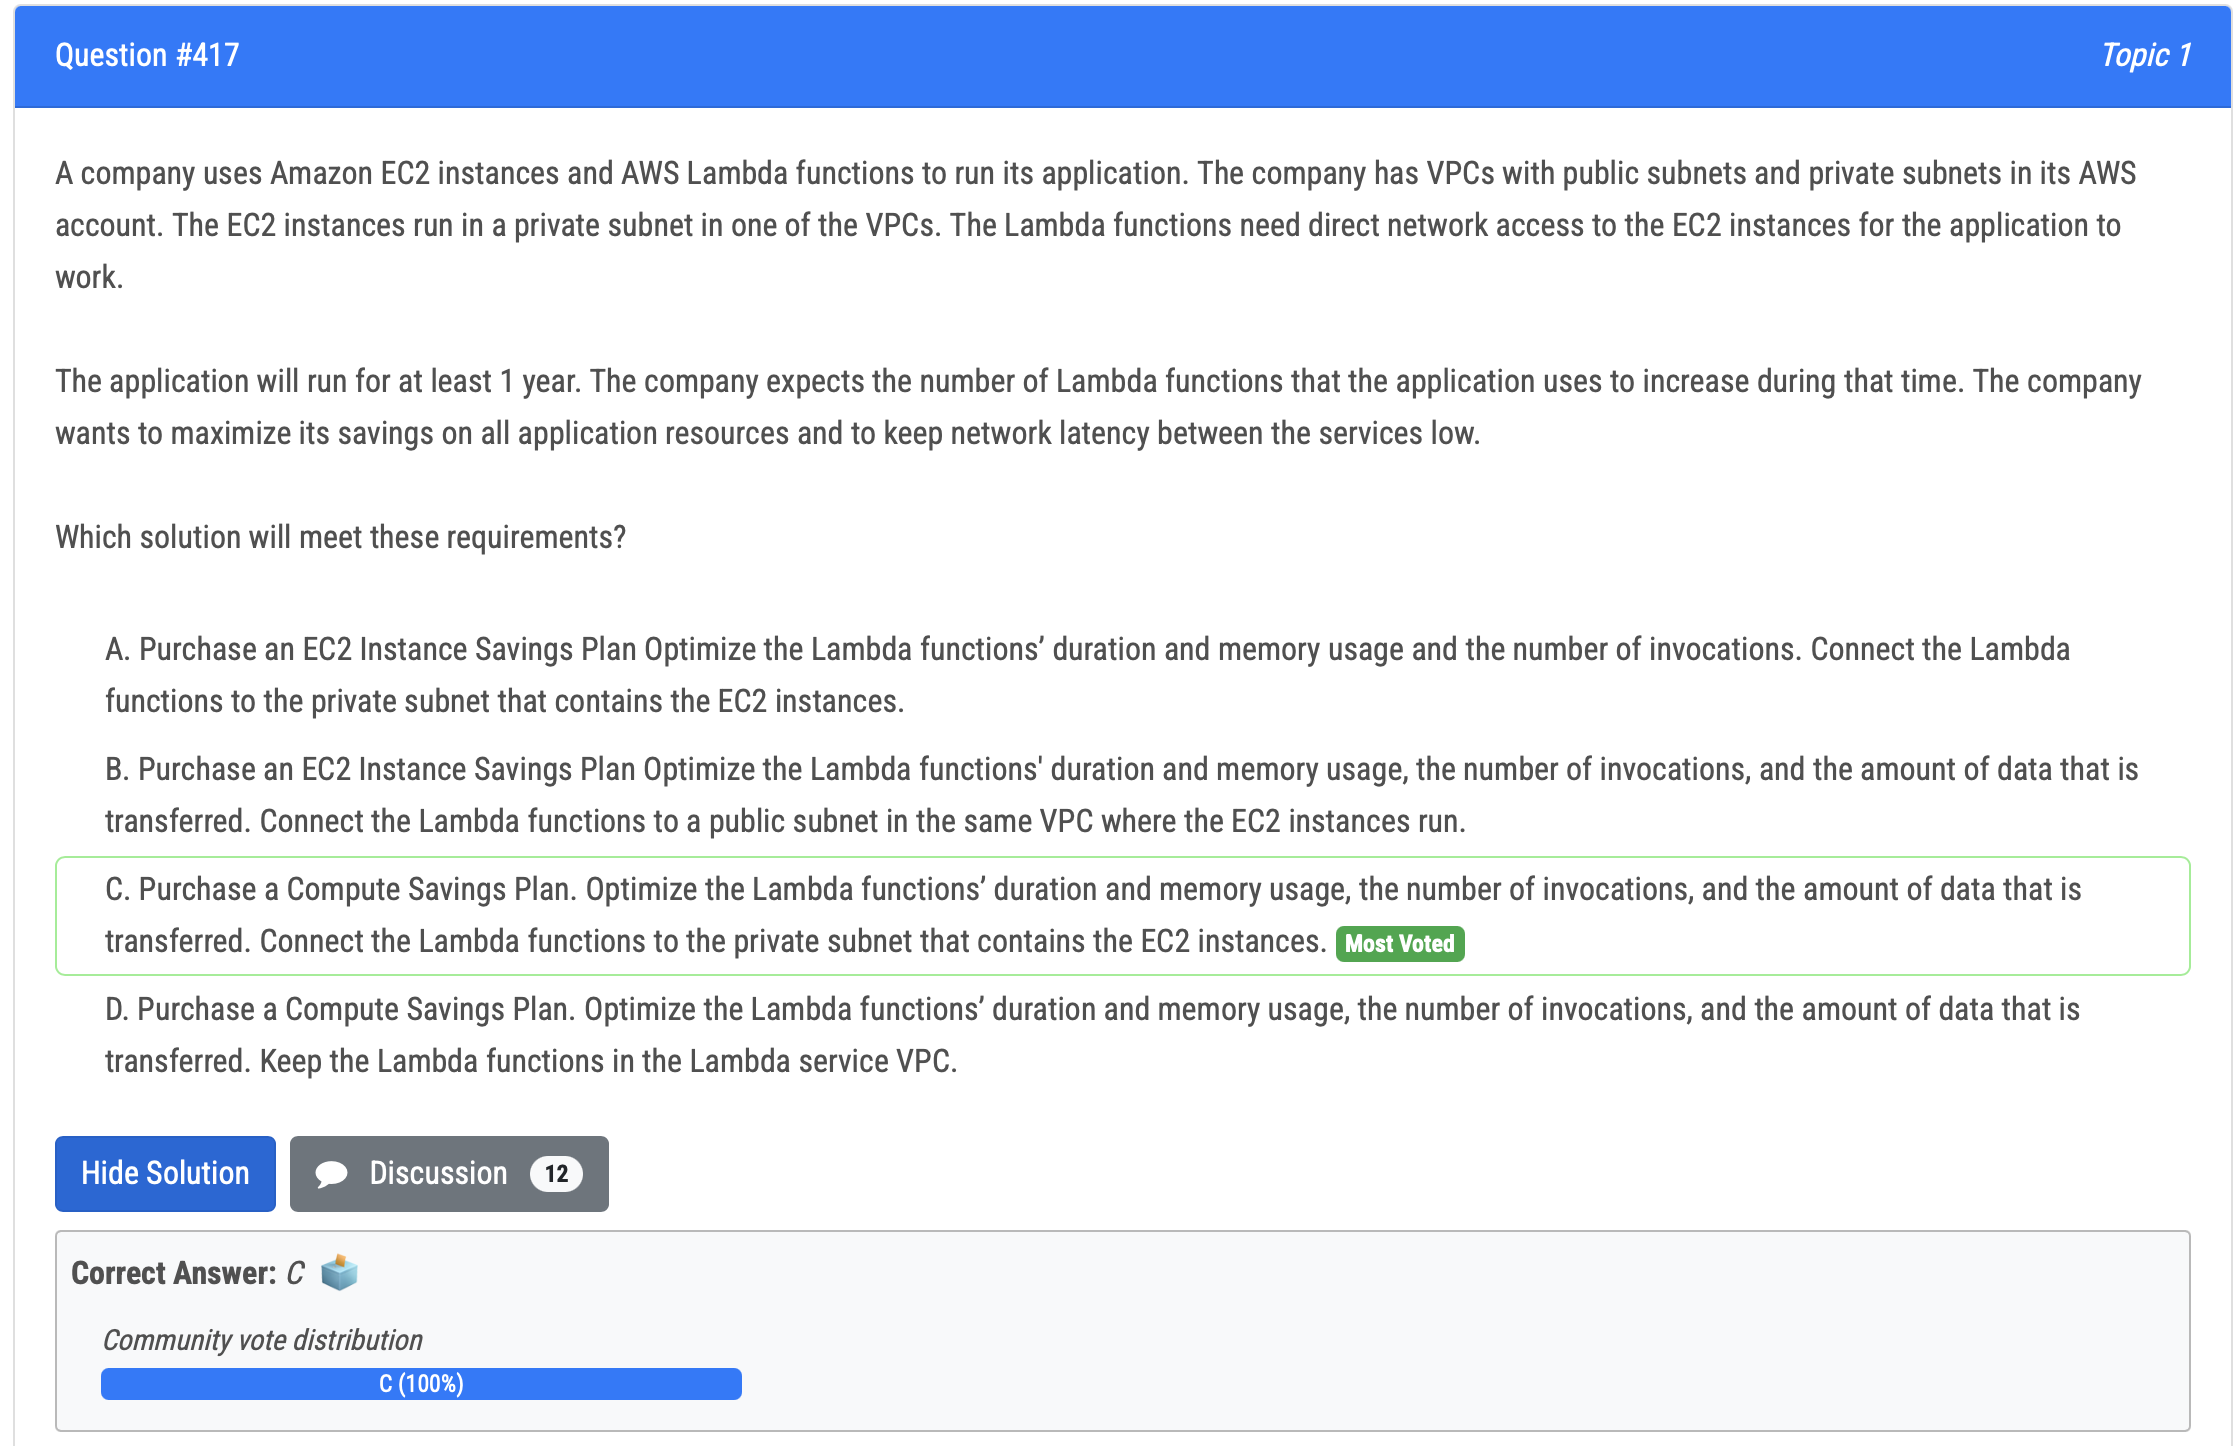 Question #417
Topic 1
A company uses Amazon EC2 instances and AWS Lambda functions to run its application. The company has VPCs with public subnets and private subnets in its AWS
account. The EC2 instances run in a private subnet in one of the VPCs. The Lambda functions need direct network access to the EC2 instances for the application to
work.
The application will run for at least 1 year. The company expects the number of Lambda functions that the application uses to increase during that time. The company
wants to maximize its savings on all application resources and to keep network latency between the services low.
Which solution will meet these requirements?
A. Purchase an EC2 Instance Savings Plan Optimize the Lambda functions’ duration and memory usage and the number of invocations. Connect the Lambda
functions to the private subnet that contains the EC2 instances.
B. Purchase an EC2 Instance Savings Plan Optimize the Lambda functions' duration and memory usage, the number of invocations, and the amount of data that is
transferred. Connect the Lambda functions to a public subnet in the same VPC where the EC2 instances run.
C. Purchase a Compute Savings Plan. Optimize the Lambda functions’ duration and memory usage, the number of invocations, and the amount of data that is
transferred. Connect the Lambda functions to the private subnet that contains the EC2 instances. Most Voted
D. Purchase a Compute Savings Plan. Optimize the Lambda functions’ duration and memory usage, the number of invocations, and the amount of data that is
transferred. Keep the Lambda functions in the Lambda service VPC.
Hide Solution
Discussion 12
Correct Answer: C
Community vote distribution
C (100%)